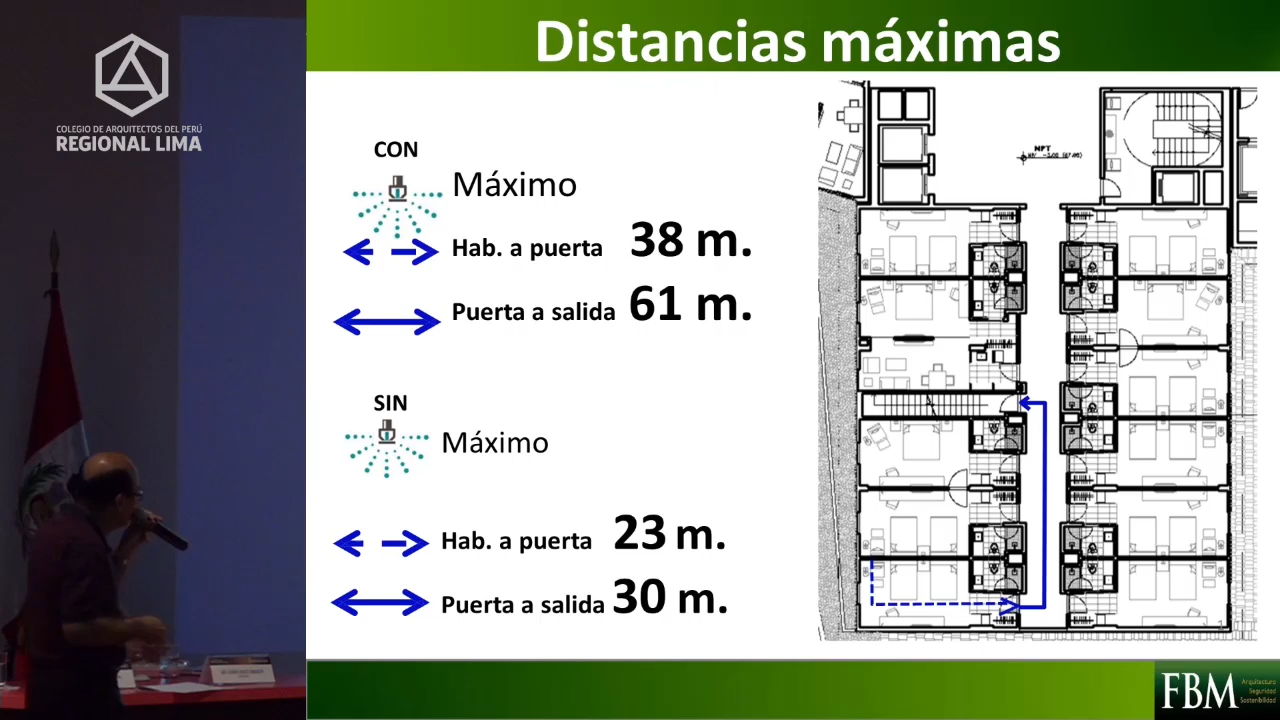 COLEGIO DE ARQUITECTOS DEL PERÚ
REGIONAL LIMA
Distancias máximas
CON
Máximo
Hab. a puerta 38 m.
Puerta a salida 61 m.
SIN
Máximo
Hab. a puerta 23 m.
Puerta a salida 30 m.
NPT
FBM
Arquitectura
Seguridad
Sostenibilidad